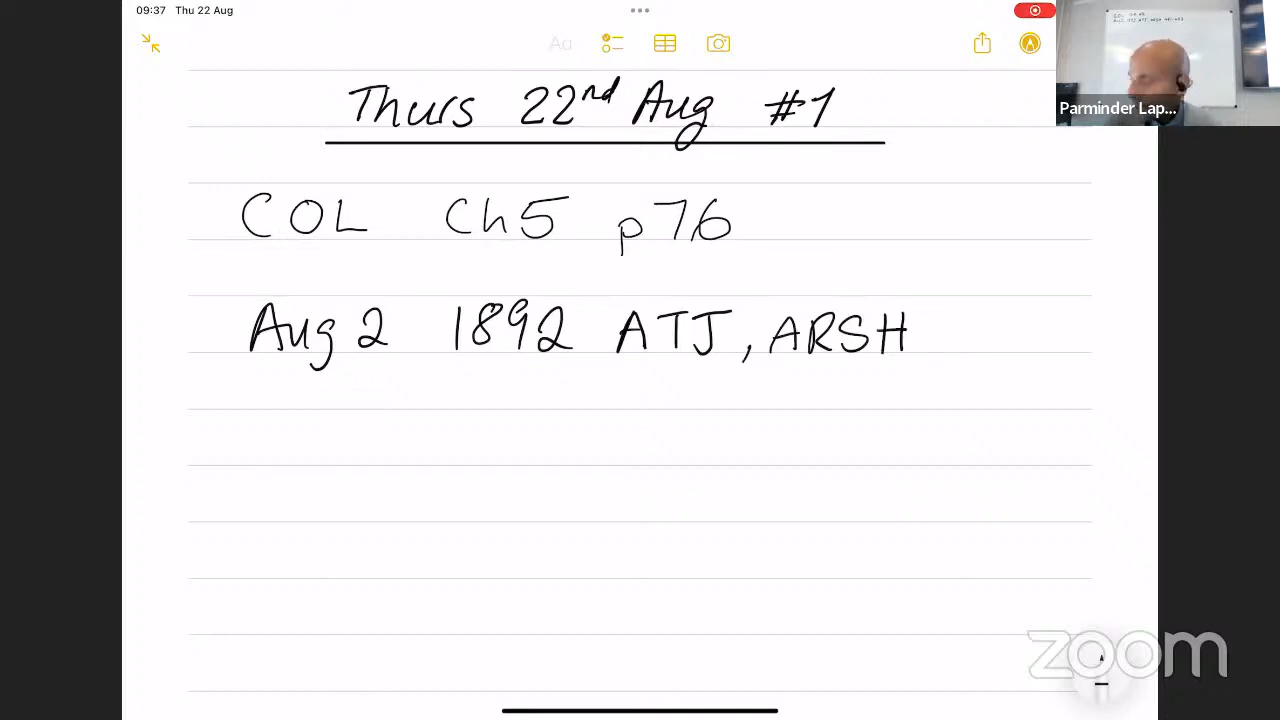 09:37 Thu 22 Aug
Aa
Thurs 22nd Aug #1
Parminder Lap...
COL Ch5 p76
Aug 2 1892 ATJ, ARSH
zoom